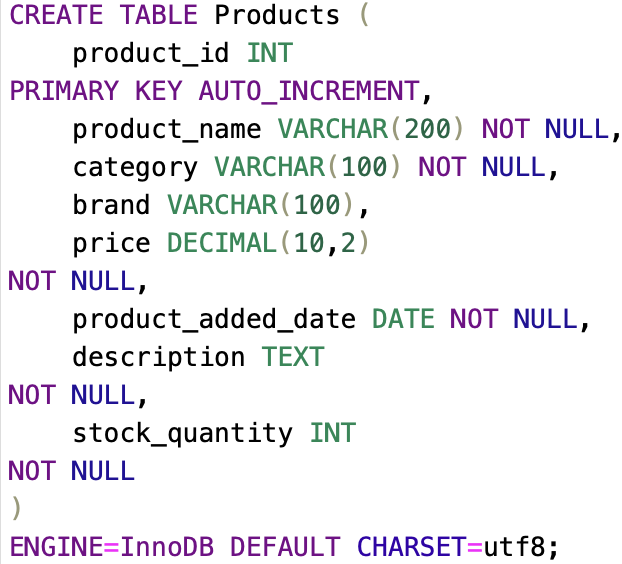 CREATE TABLE Products (
    product_id INT
PRIMARY KEY AUTO_INCREMENT,
    product_name VARCHAR(200) NOT NULL,
    category VARCHAR(100) NOT NULL,
    brand VARCHAR(100),
    price DECIMAL(10,2)
NOT NULL,
    product_added_date DATE NOT NULL,
    description TEXT
NOT NULL,
    stock_quantity INT
NOT NULL
)
ENGINE=InnoDB DEFAULT CHARSET=utf8;